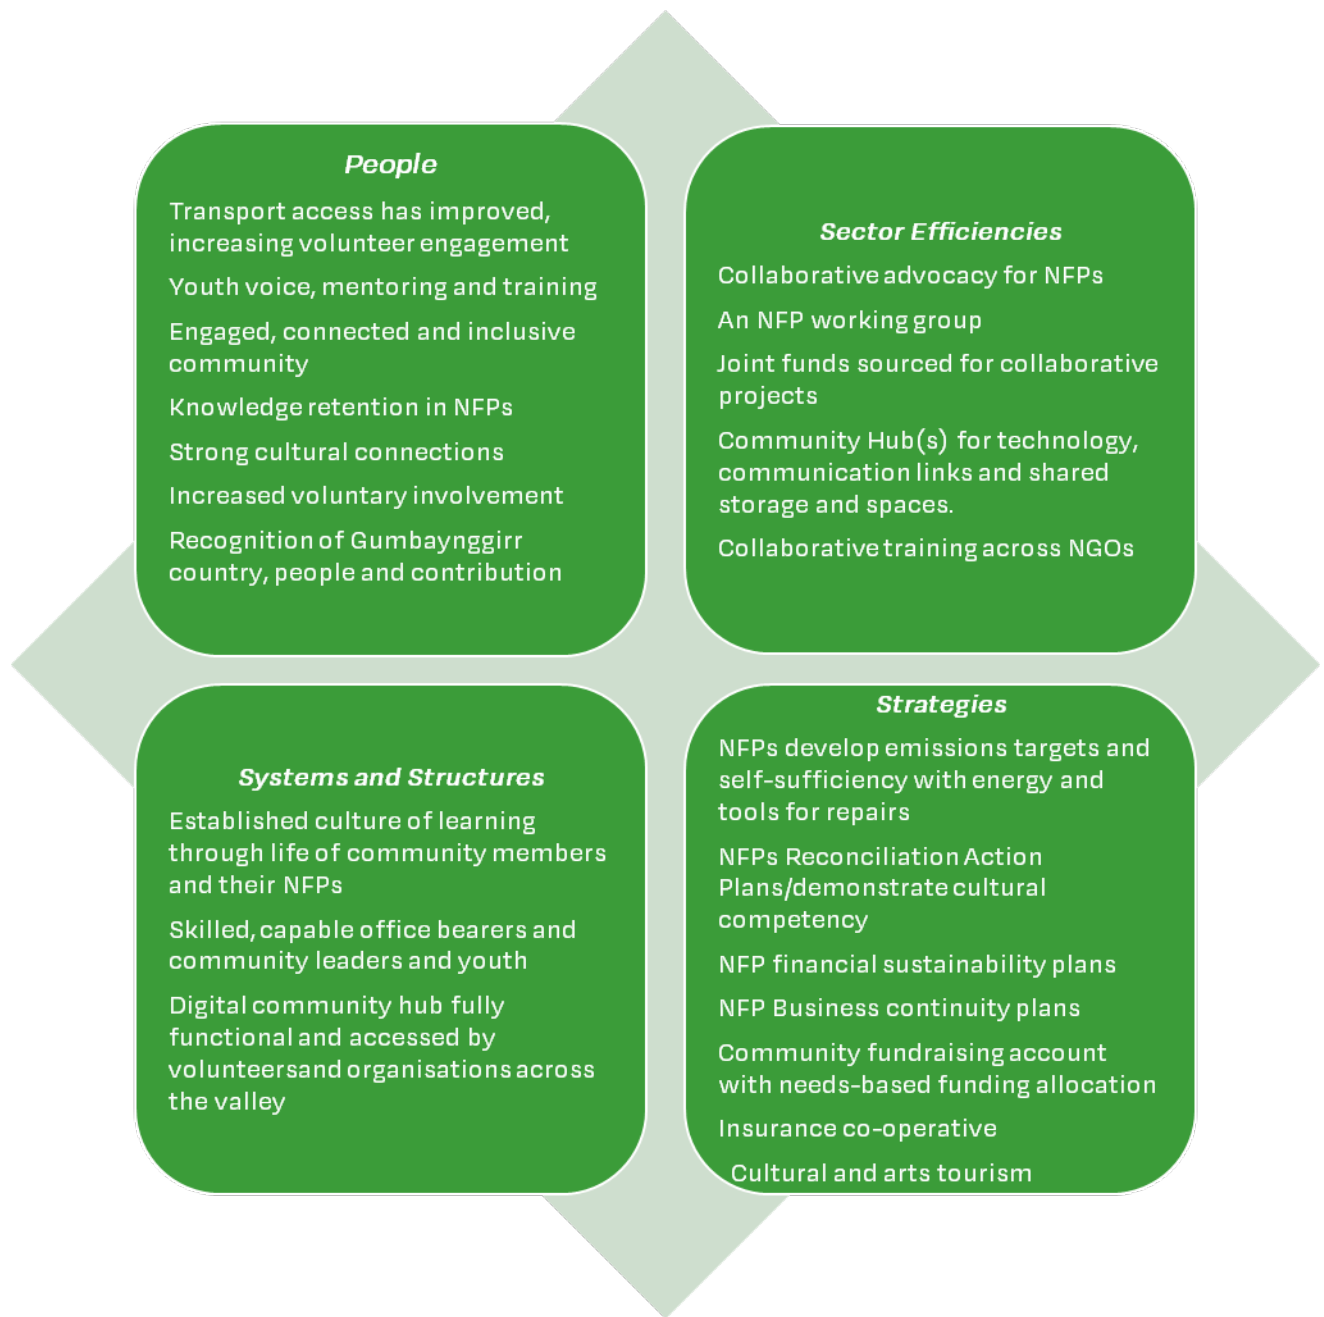 People
Transport access has improved,
increasing volunteer engagement
Youth voice, mentoring and training
Engaged, connected and inclusive
community
Knowledge retention in NFPs
Strong cultural connections
Increased voluntary involvement
Recognition of Gumbaynggirr
country, people and contribution
Sector Efficiencies
Collaborative advocacy for NFPs
An NFP working group
Joint funds sourced for collaborative
projects
Community Hub(s) for technology,
communication links and shared
storage and spaces.
Collaborative training across NGOs
Systems and Structures
Established culture of learning
through life of community members
and their NFPs
Skilled, capable office bearers and
community leaders and youth
Digital community hub fully
functional and accessed by
volunteersand organisations across
the valley
Strategies
NFPs develop emissions targets and
self-sufficiency with energy and
tools for repairs
NFPs Reconciliation Action
Plans/demonstrate cultural
competency
NFP financial sustainability plans
NFP Business continuity plans
Community fundraising account
with needs-based funding allocation
Insurance co-operative
Cultural and arts tourism